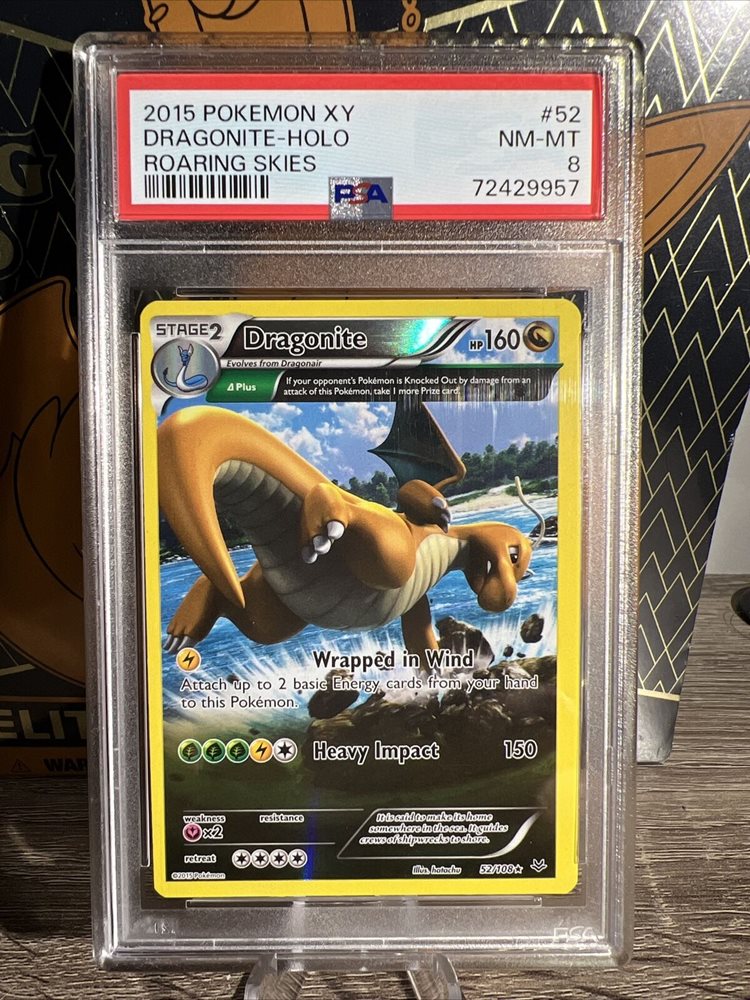 2015 POKEMON XY #52
DRAGONITE-HOLO NM-MT
ROARING SKIES 8
PSA 72429957
STAGE2 Dragonite HP160
Evolves from Dragonair
Δ Plus
If your opponent's Pokémon is Knocked Out by damage from an
attack of this Pokémon, take 1 more Prize card.
Wrapped in Wind
Attach up to 2 basic Energy cards from your hand
to this Pokémon.
Heavy Impact 150
weakness resistance
×2
retreat
It is said to make its home
somewhere in the sea. It guides
crews of shipwrecks to shore.
©2015 Pokémon Illus. hatachu 52/108★
PSA
ELIT
WAR